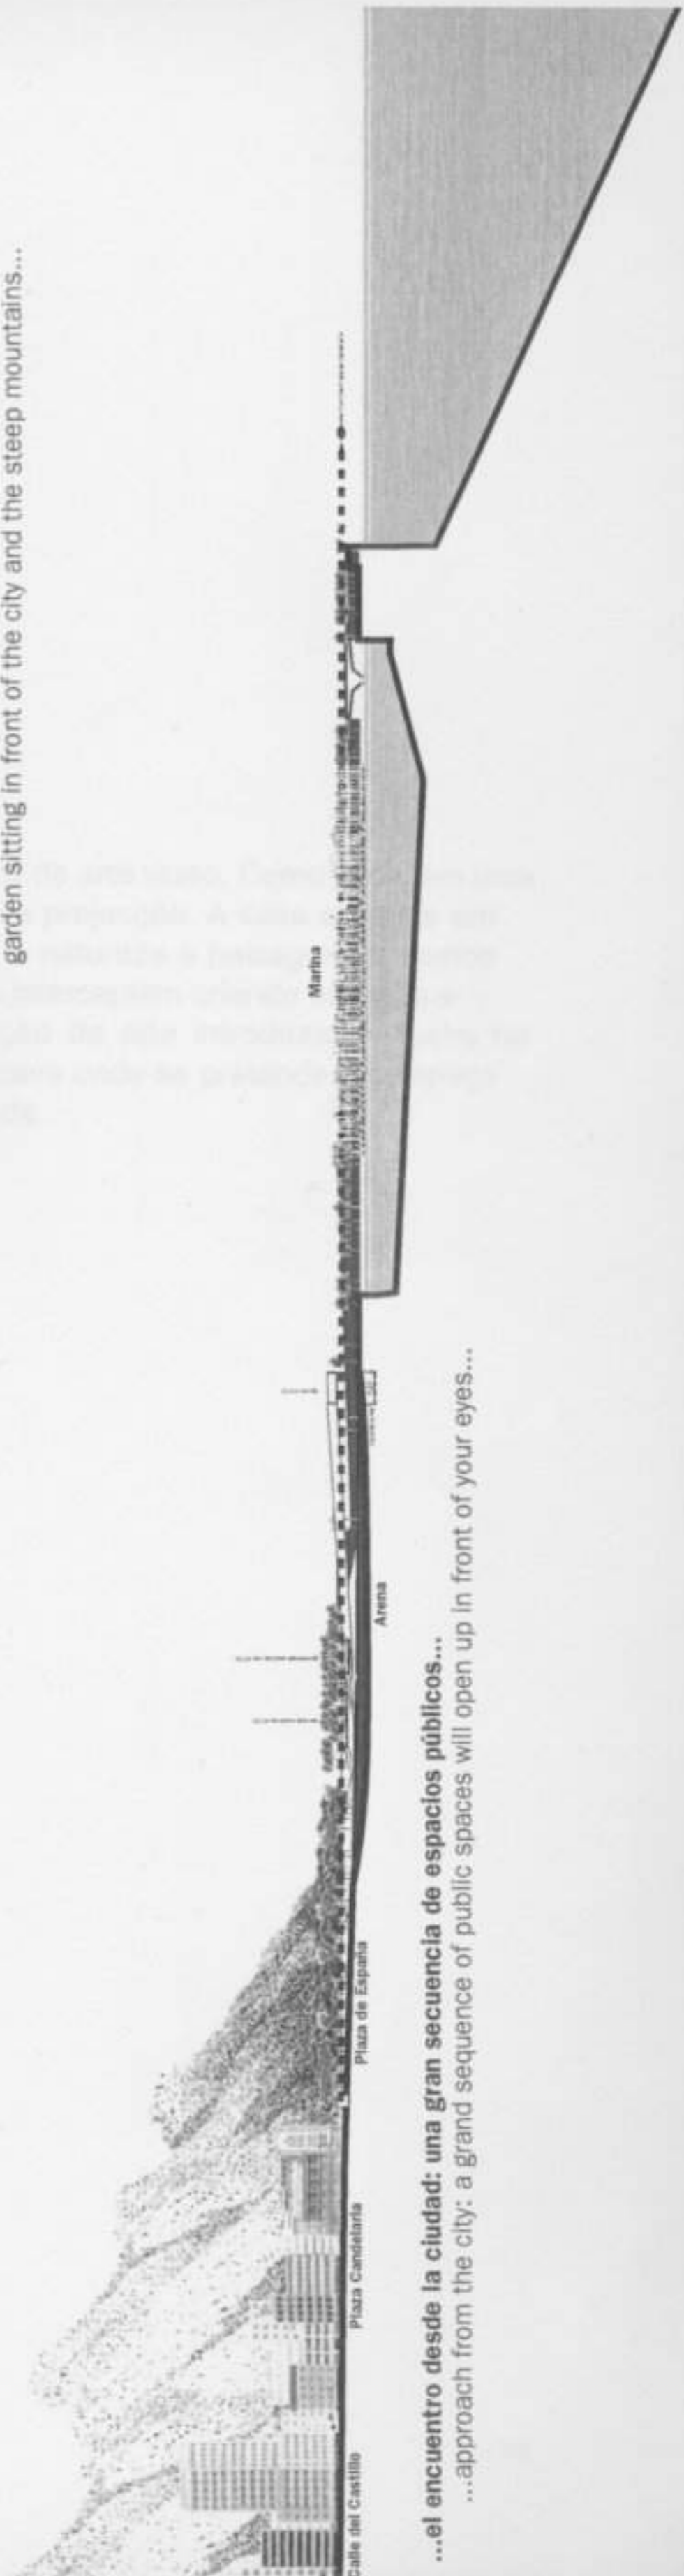 garden sitting in front of the city and the steep mountains...
Marina
Arena
Plaza de España
Plaza Candelaria
Calle del Castillo
...el encuentro desde la ciudad: una gran secuencia de espacios públicos...
...approach from the city: a grand sequence of public spaces will open up in front of your eyes...